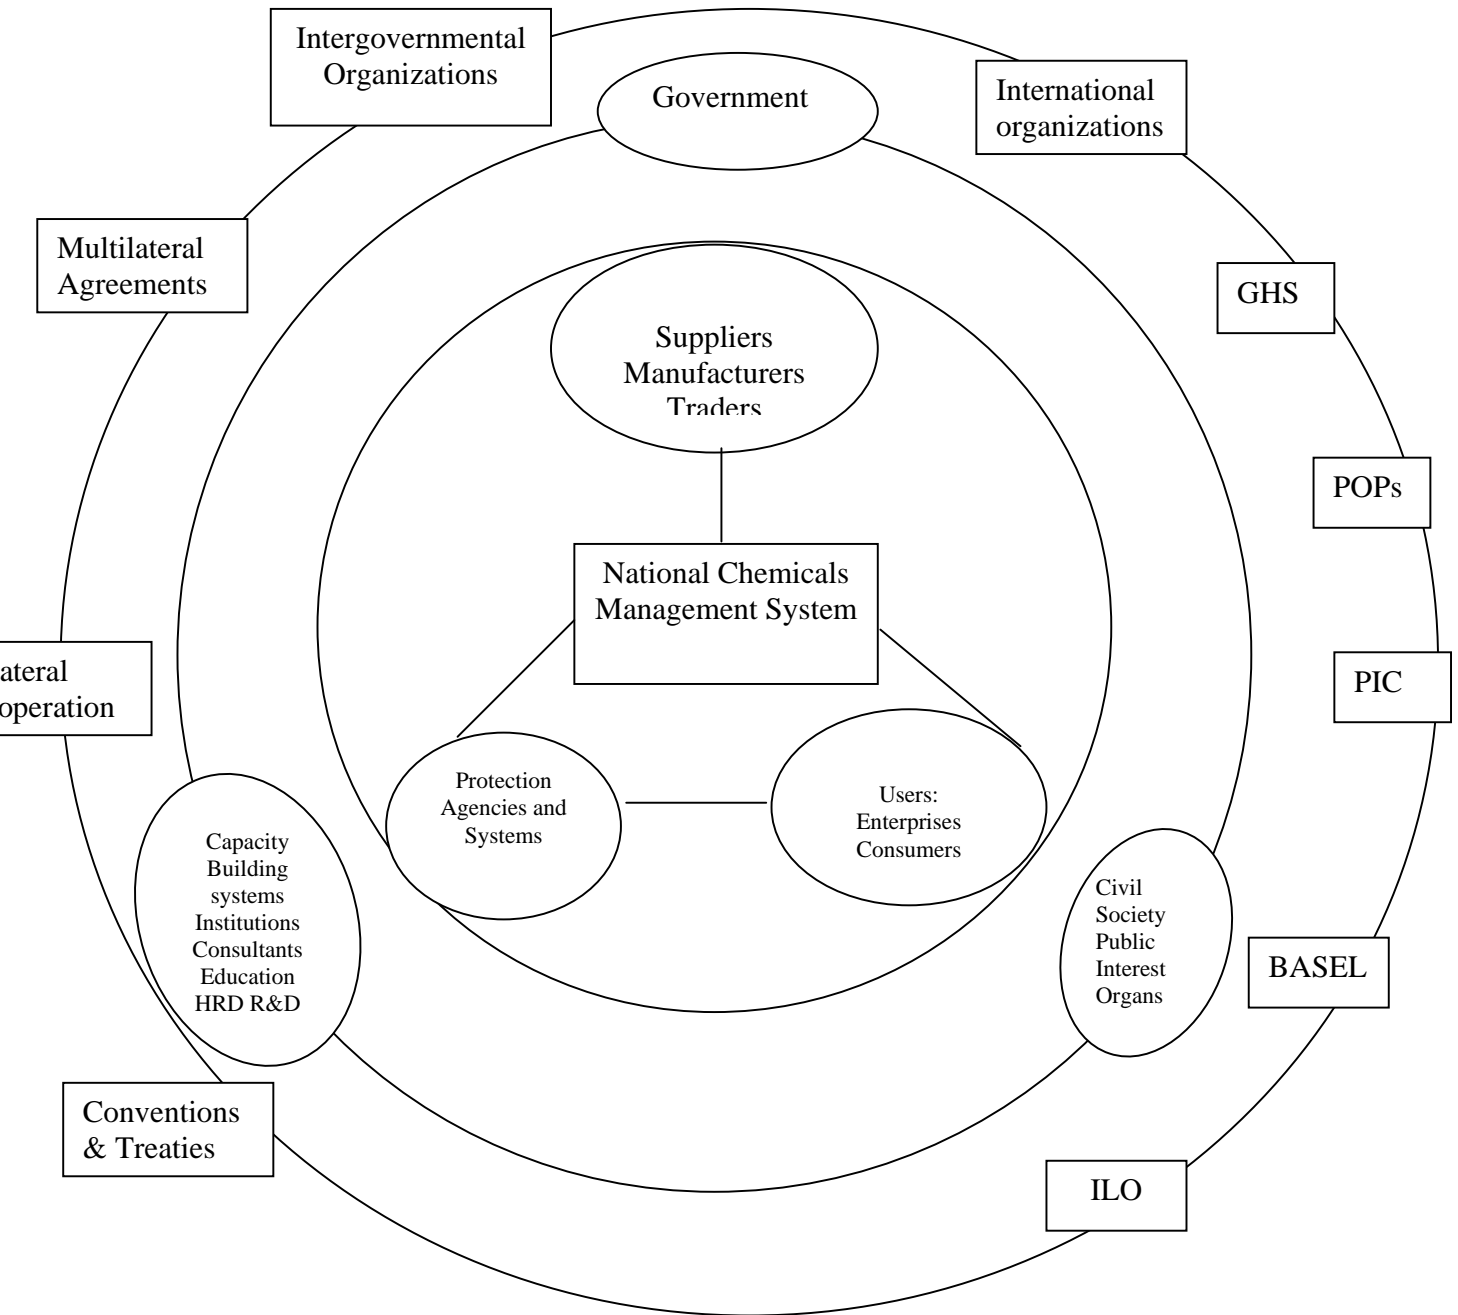 Intergovernmental
Organizations
Government
International
organizations
Multilateral
Agreements
GHS
Suppliers
Manufacturers
Traders
POPs
National Chemicals
Management System
ateral
operation
PIC
Protection
Agencies and
Systems
Users:
Enterprises
Consumers
Capacity
Building
systems
Institutions
Consultants
Education
HRD R&D
Civil
Society
Public
Interest
Organs
BASEL
Conventions
& Treaties
ILO